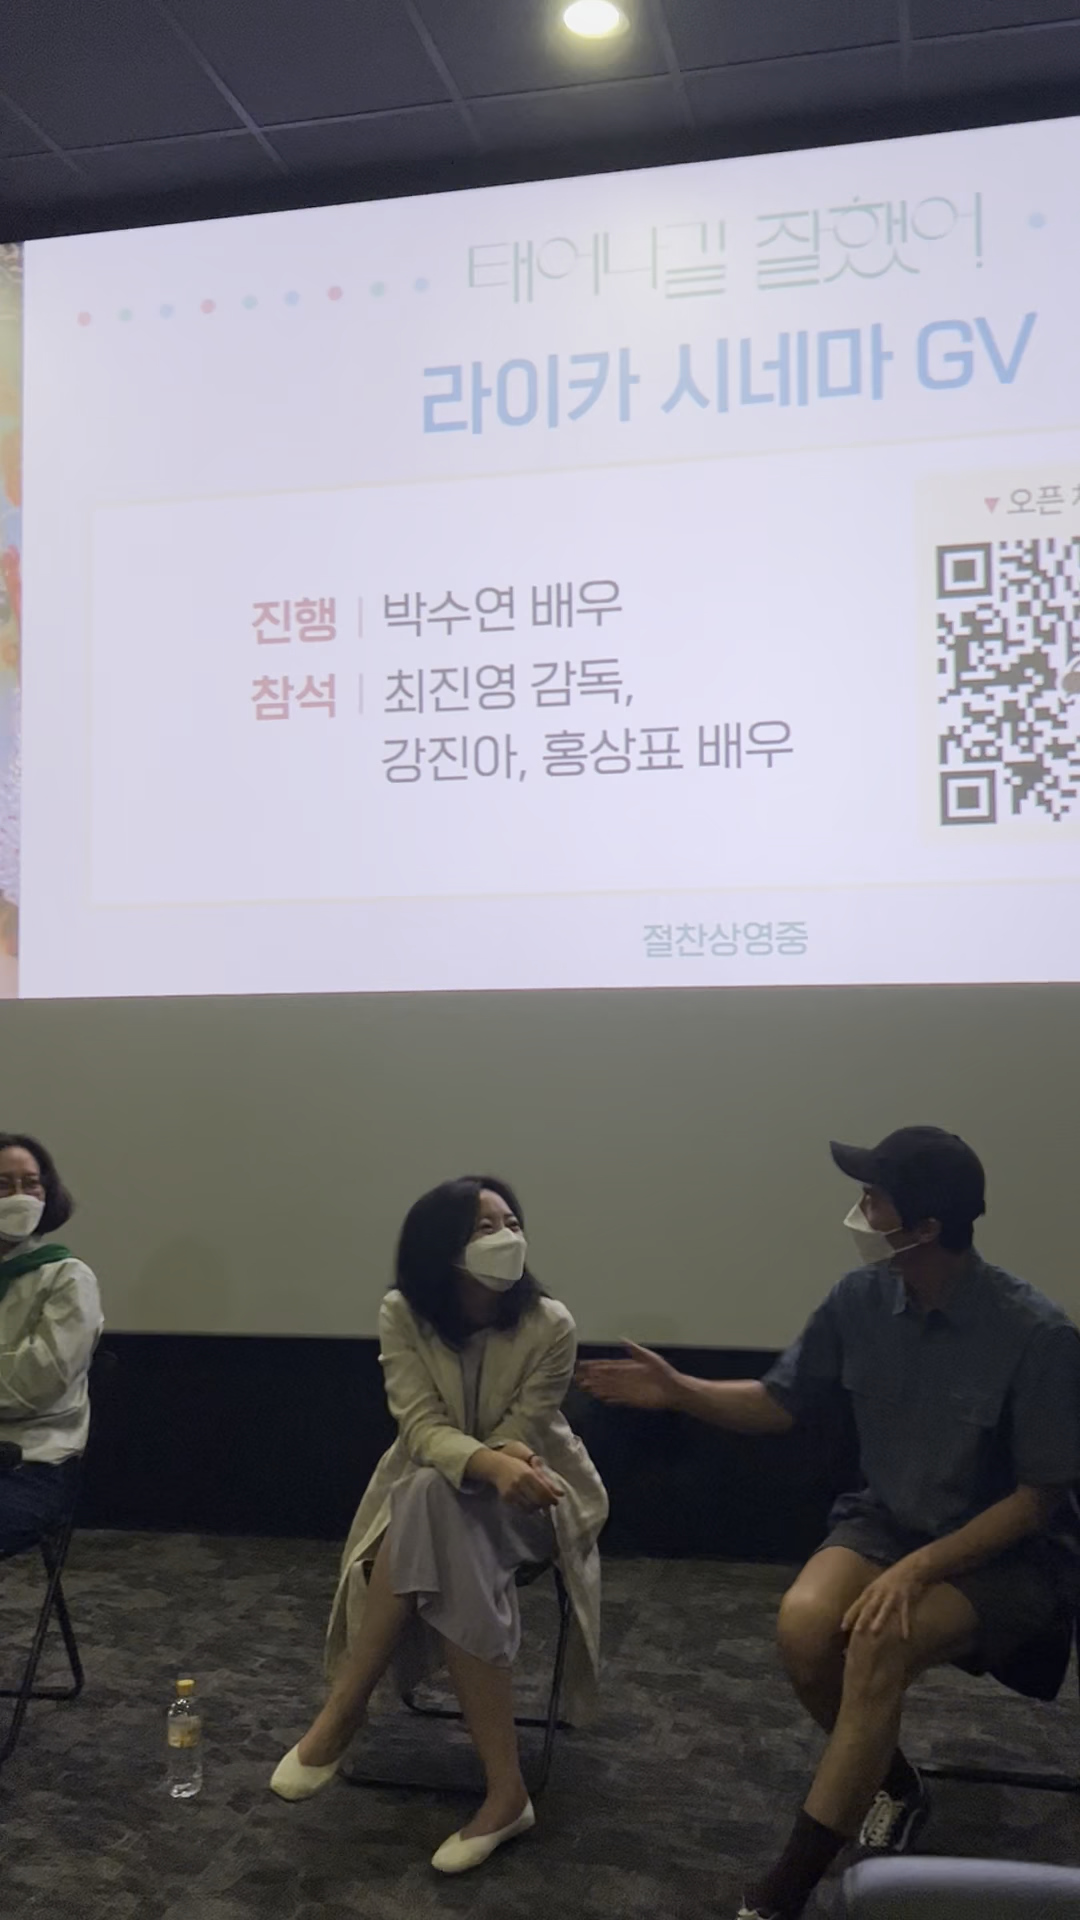 태어나길 잘했어!
라이카 시네마 GV
▼ 오픈
진행 | 박수연 배우
참석 | 최진영 감독,
강진아, 홍상표 배우
절찬상영중